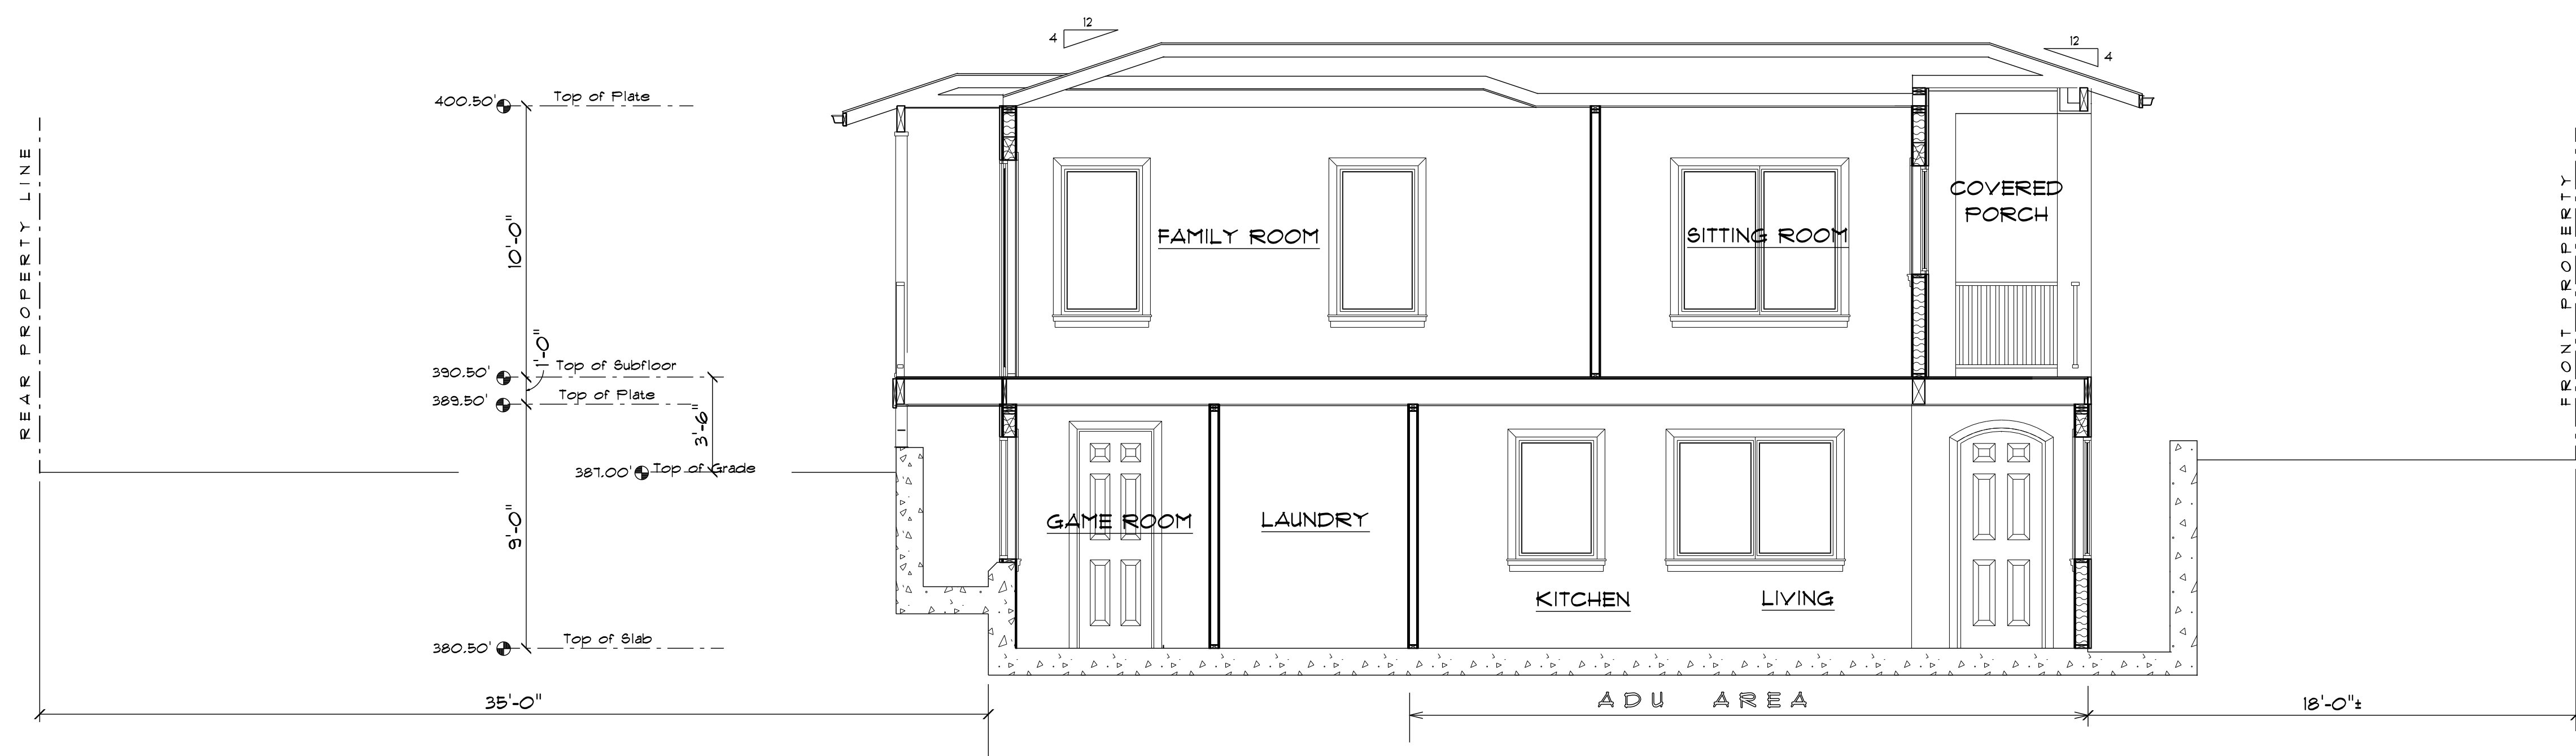 12
4
12
4
400.50'
Top of Plate
REAR PROPERTY LINE
10'-0"
FAMILY ROOM
SITTING ROOM
COVERED
PORCH
FRONT PROPERTY
1'-0"
390.50'
Top of Subfloor
389.50'
Top of Plate
3'-6"
387.00'
Top of Grade
9'-0"
GAME ROOM
LAUNDRY
KITCHEN
LIVING
380.50'
Top of Slab
35'-0"
ADU AREA
18'-0"±